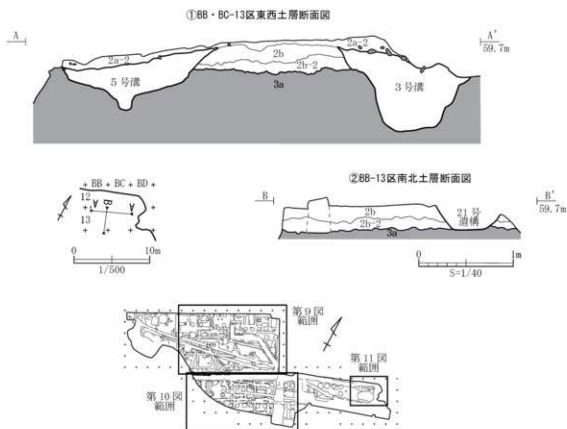 ①BB・BC-13区東西土層断面図
A
A'
59.7m
2a-2
2a-2
2b
2b-2
5号溝
3a
3号溝
②BB-13区南北土層断面図
BB BC BD
12
13
A B A'
0 10m
1/500
B
B'
59.7m
2b
2b-2
3a
21号
遺構
0 1m
S=1/40
第9図
範囲
第11図
範囲
第10図
範囲